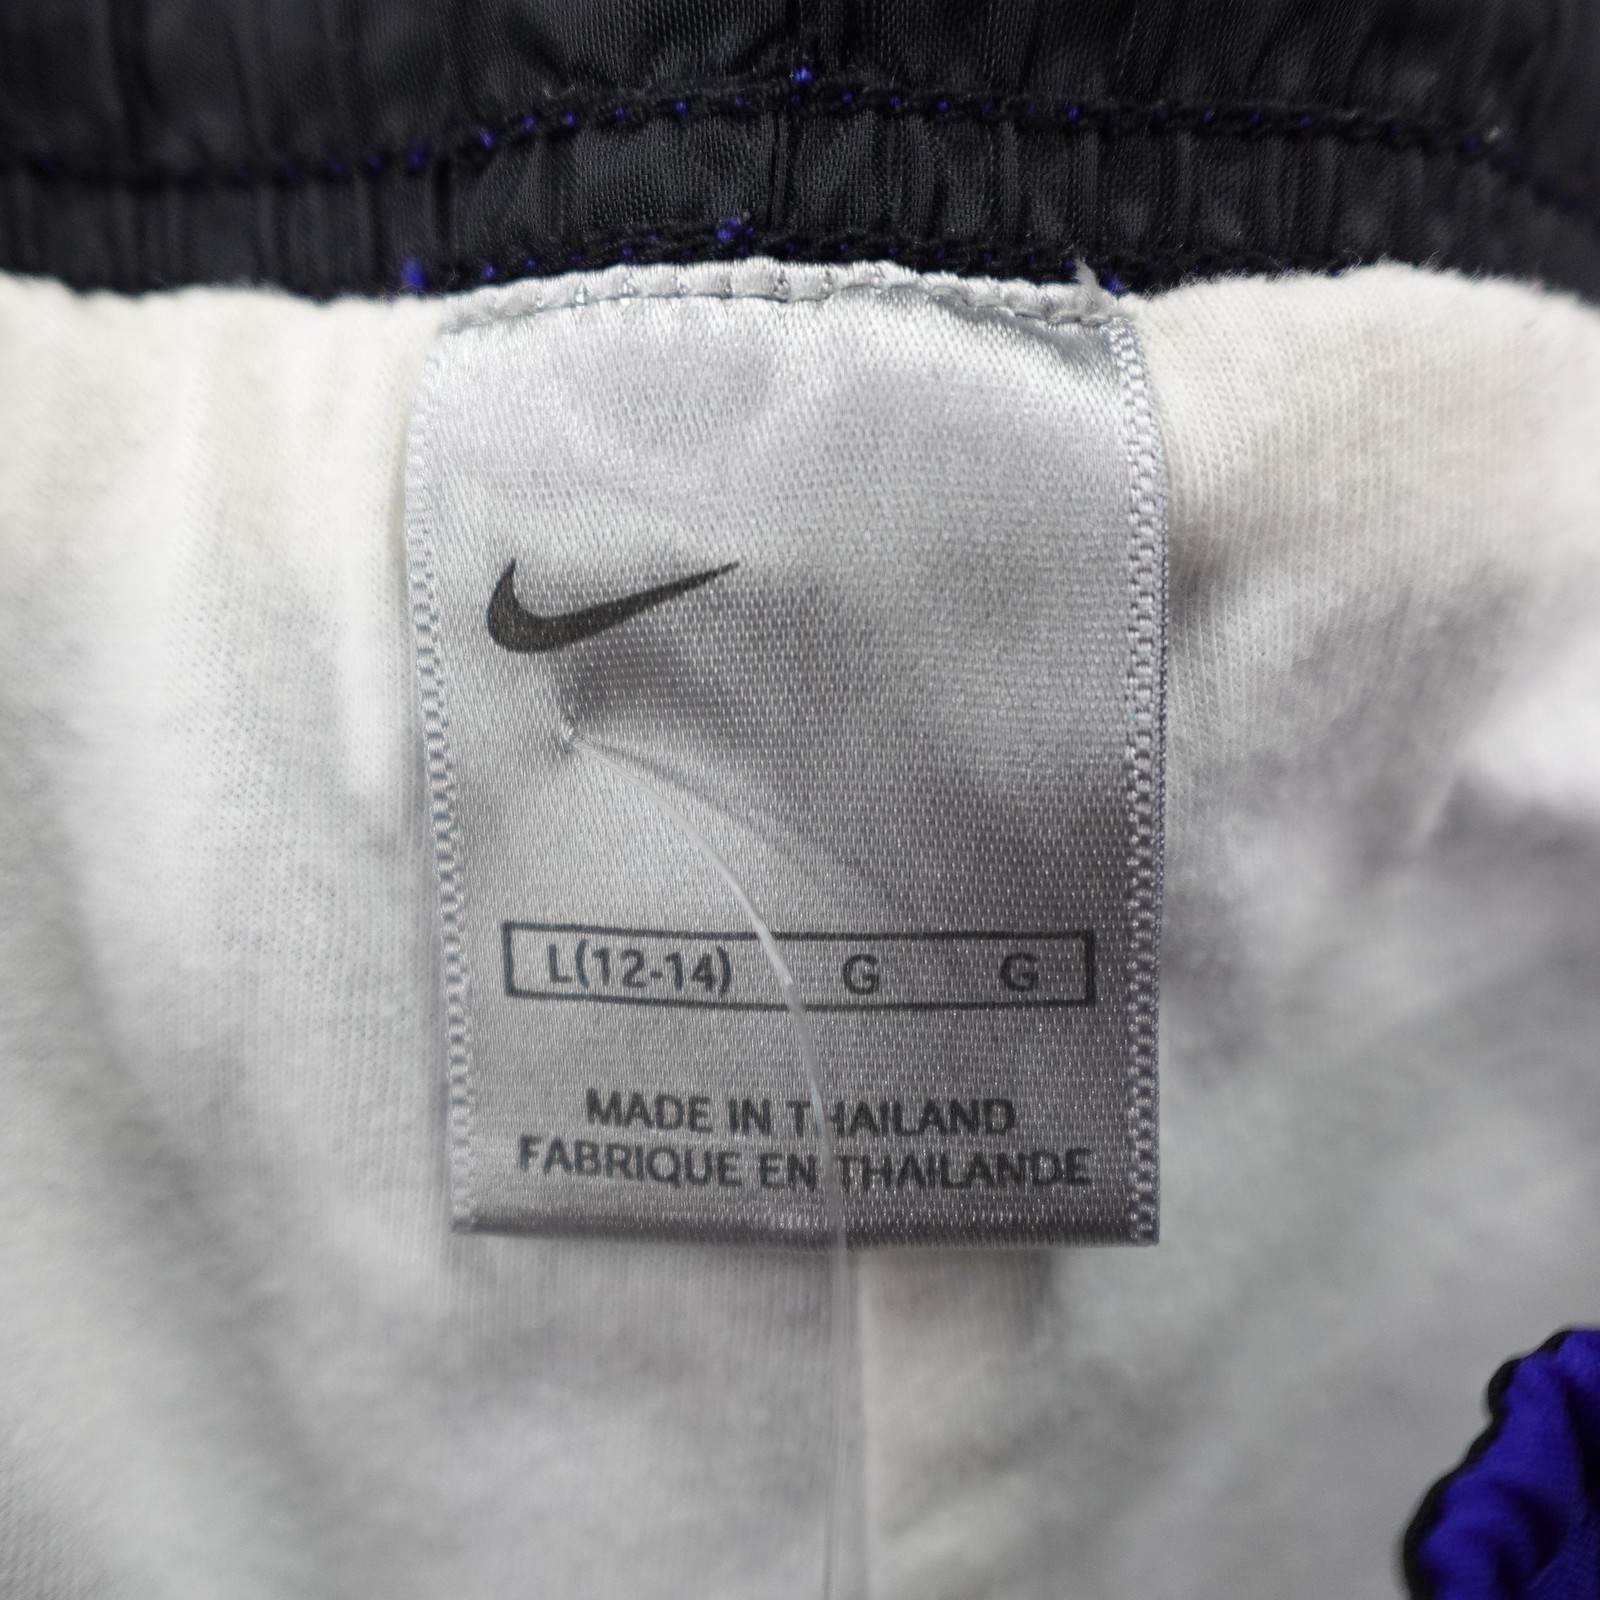 L(12-14) G G
MADE IN THAILAND
FABRIQUE EN THAILANDE